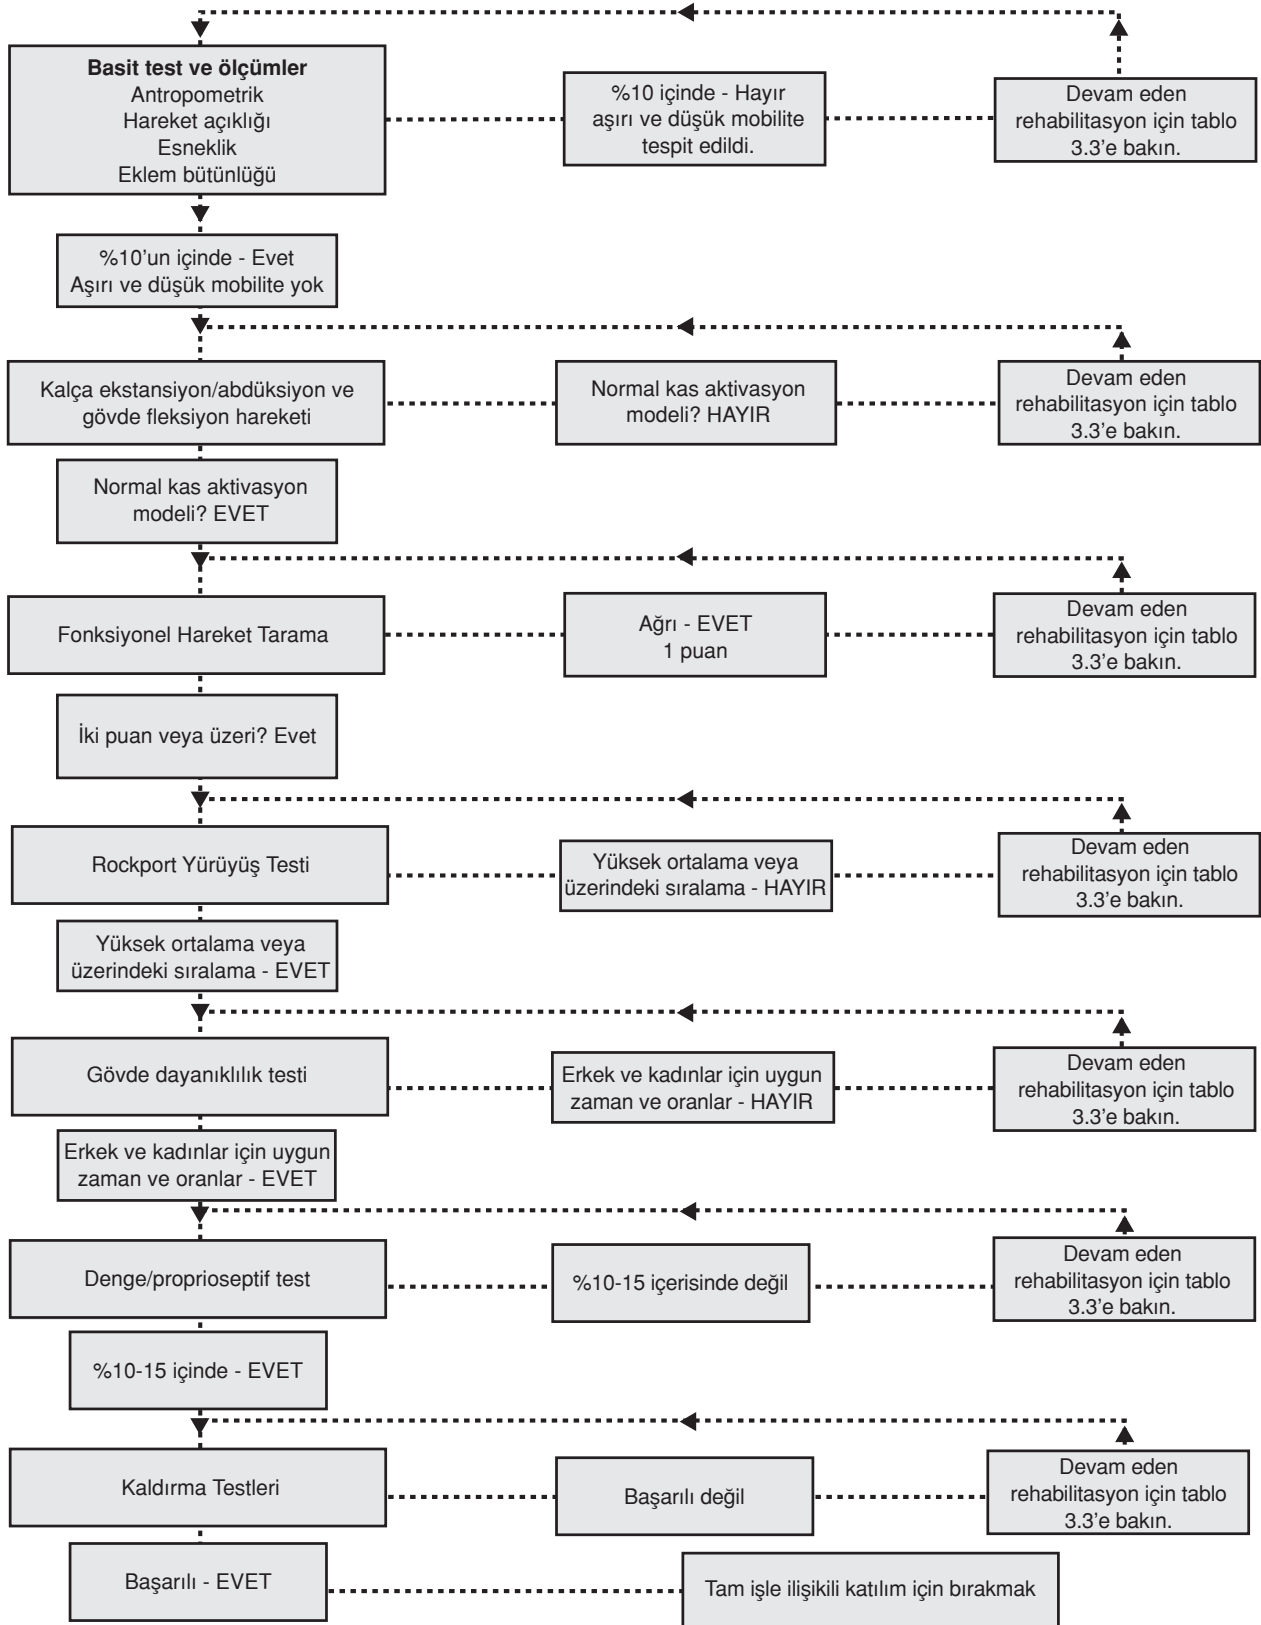 Basit test ve ölçümler
Antropometrik
Hareket açıklığı
Esneklik
Eklem bütünlüğü
%10 içinde - Hayır
aşırı ve düşük mobilite
tespit edildi.
Devam eden
rehabilitasyon için tablo
3.3'e bakın.
%10'un içinde - Evet
Aşırı ve düşük mobilite yok
Kalça ekstansiyon/abdüksiyon ve
gövde fleksiyon hareketi
Normal kas aktivasyon
modeli? HAYIR
Devam eden
rehabilitasyon için tablo
3.3'e bakın.
Normal kas aktivasyon
modeli? EVET
Fonksiyonel Hareket Tarama
Ağrı - EVET
1 puan
Devam eden
rehabilitasyon için tablo
3.3'e bakın.
İki puan veya üzeri? Evet
Rockport Yürüyüş Testi
Yüksek ortalama veya
üzerindeki sıralama - HAYIR
Devam eden
rehabilitasyon için tablo
3.3'e bakın.
Yüksek ortalama veya
üzerindeki sıralama - EVET
Gövde dayanıklılık testi
Erkek ve kadınlar için uygun
zaman ve oranlar - HAYIR
Devam eden
rehabilitasyon için tablo
3.3'e bakın.
Erkek ve kadınlar için uygun
zaman ve oranlar - EVET
Denge/proprioseptif test
%10-15 içerisinde değil
Devam eden
rehabilitasyon için tablo
3.3'e bakın.
%10-15 içinde - EVET
Kaldırma Testleri
Başarılı değil
Devam eden
rehabilitasyon için tablo
3.3'e bakın.
Başarılı - EVET
Tam işle ilişikili katılım için bırakmak